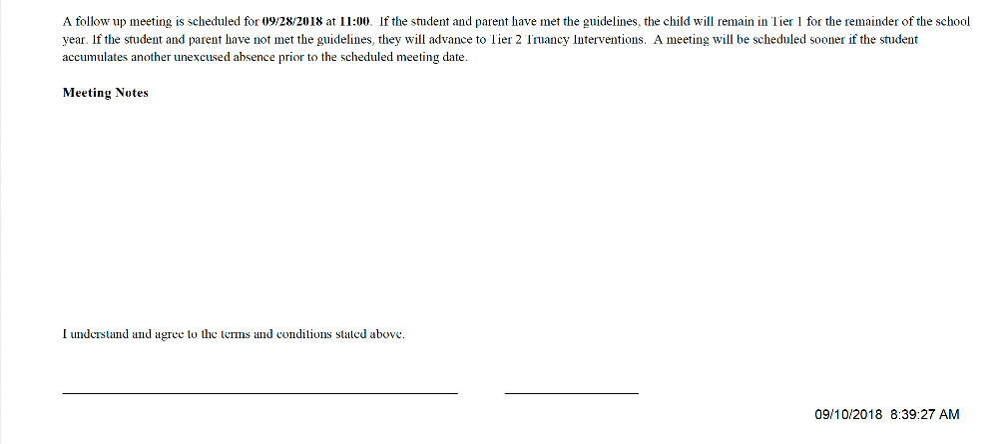 A follow up meeting is scheduled for 09/28/2018 at 11:00.  If the student and parent have met the guidelines, the child will remain in Tier 1 for the remainder of the school
year. If the student and parent have not met the guidelines, they will advance to Tier 2 Truancy Interventions.  A meeting will be scheduled sooner if the student
accumulates another unexcused absence prior to the scheduled meeting date.
Meeting Notes
I understand and agree to the terms and conditions stated above.
09/10/2018  8:39:27 AM